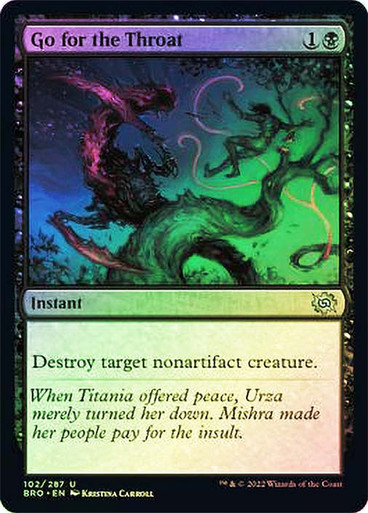 Go for the Throat 1
Instant
Destroy target nonartifact creature.
When Titania offered peace, Urza
merely turned her down. Mishra made
her people pay for the insult.
102/287 U
BRO • EN KRISTINA CARROLL
™ & © 2022 Wizards of the Coast